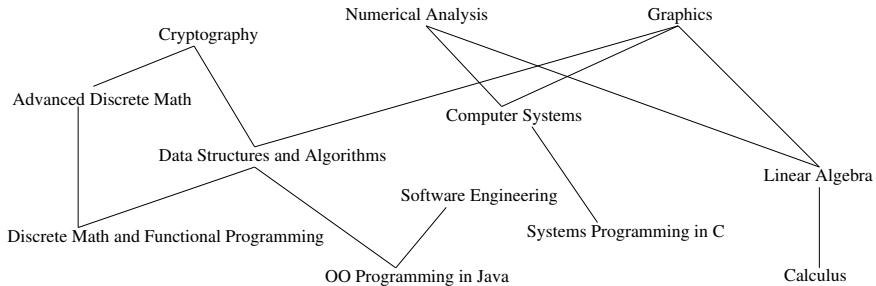 Numerical Analysis
Graphics
Cryptography
Advanced Discrete Math
Computer Systems
Data Structures and Algorithms
Linear Algebra
Software Engineering
Systems Programming in C
Discrete Math and Functional Programming
OO Programming in Java
Calculus